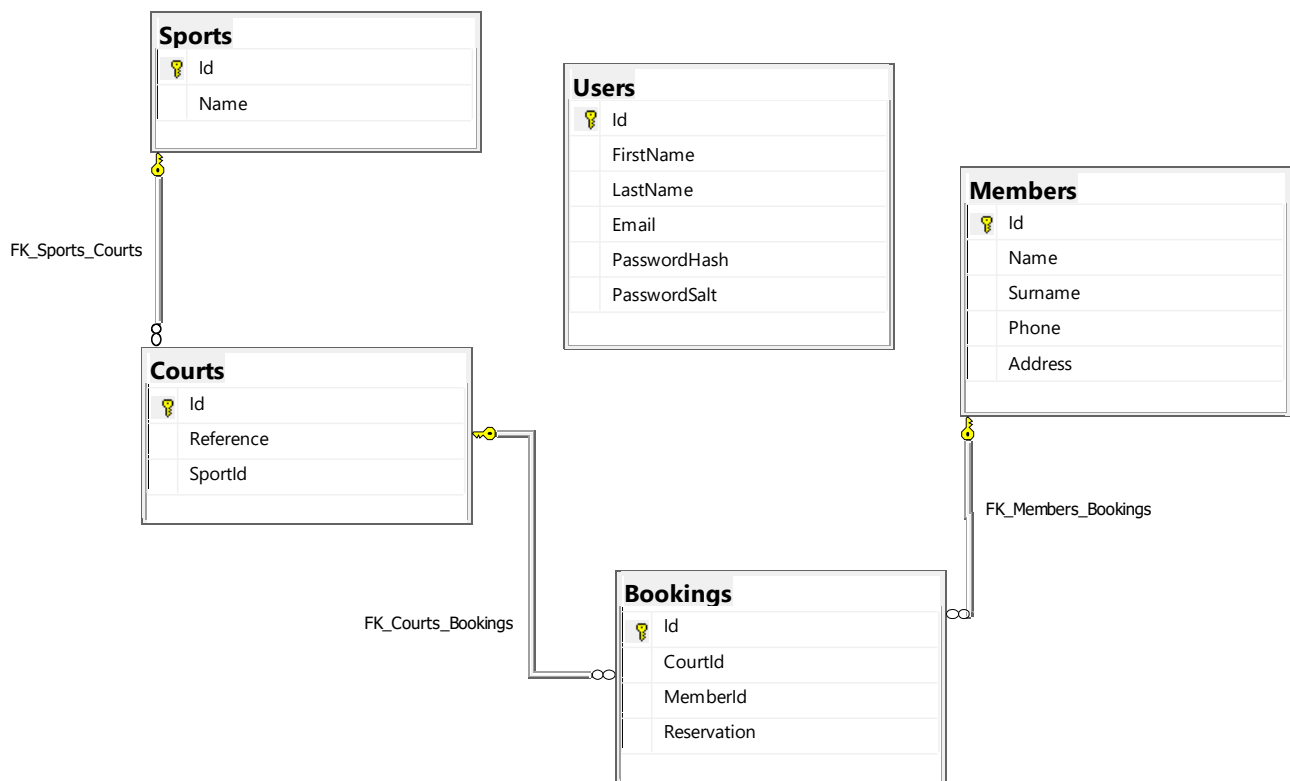 Sports
Id
Name
Users
Id
FirstName
LastName
Email
PasswordHash
PasswordSalt
Members
Id
Name
Surname
Phone
Address
FK_Sports_Courts
Courts
Id
Reference
SportId
FK_Members_Bookings
FK_Courts_Bookings
Bookings
Id
CourtId
MemberId
Reservation